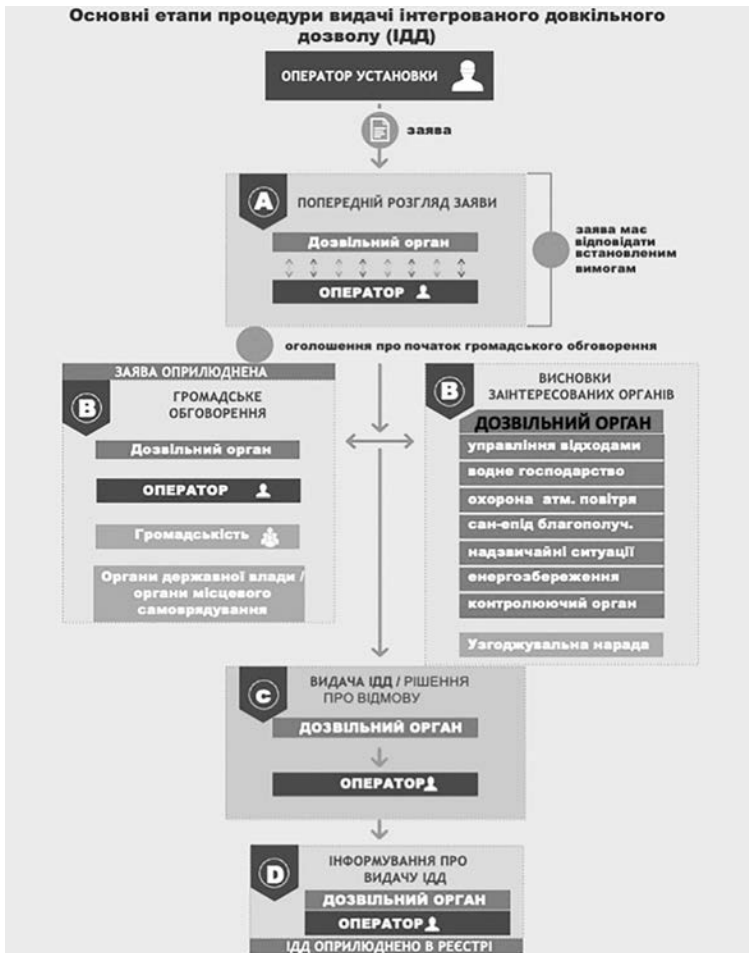 Основні етапи процедури видачі інтегрованого довкільного
дозволу (ІДД)
ОПЕРАТОР УСТАНОВКИ
заява
A
ПОПЕРЕДНІЙ РОЗГЛЯД ЗАЯВИ
Дозвільний орган
ОПЕРАТОР
заява має
відповідати
встановленим
вимогам
оголошення про початок громадського обговорення
ЗАЯВА ОПРИЛЮДНЕНА
B
ГРОМАДСЬКЕ
ОБГОВОРЕННЯ
Дозвільний орган
ОПЕРАТОР
Громадськість
Органи державної влади /
органи місцевого
самоврядування
B
ВИСНОВКИ
ЗАІНТЕРЕСОВАНИХ ОРГАНІВ
ДОЗВІЛЬНИЙ ОРГАН
управління відходами
водне господарство
охорона атм. повітря
сан-епід благополуч.
надзвичайні ситуації
енергозбереження
контролюючий орган
Узгоджувальна нарада
C
ВИДАЧА ІДД / РІШЕННЯ
ПРО ВІДМОВУ
ДОЗВІЛЬНИЙ ОРГАН
ОПЕРАТОР
D
ІНФОРМУВАННЯ ПРО
ВИДАЧУ ІДД
ДОЗВІЛЬНИЙ ОРГАН
ОПЕРАТОР
ІДД ОПРИЛЮДНЕНО В РЕЄСТРІ